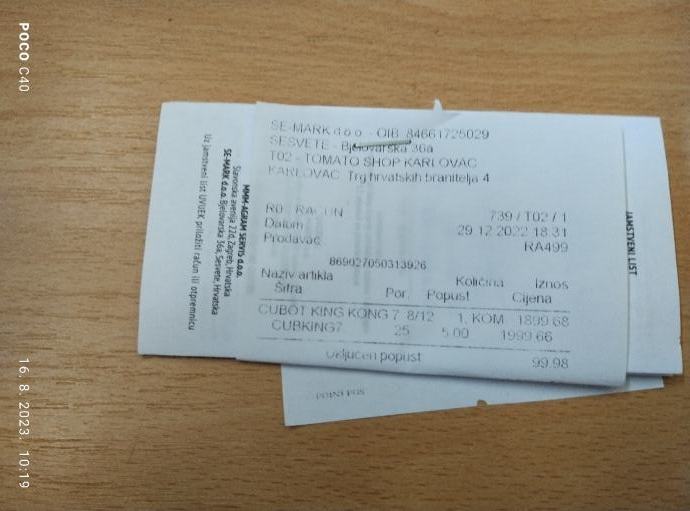 SE-MARK d.o.o. - OIB: 84661725029
SESVETE - Bjelovarska 36a
T02 - TOMATO SHOP KARLOVAC
KARLOVAC Trg hrvatskih branitelja 4
R0 - RAČUN 739 / T02 / 1
Datum 29.12.2022 18:31
Prodavač RA499
869027050313926
Naziv artikla Količina Iznos
Šifra Por. Popust Cijena
CUBOT KING KONG 7 8/12 1, KOM 1899.68
CUBKING7 25 5.00 1999.66
Uključen popust 99.98
MMM-AGRAM SERVIS d.o.o.
Slavonska avenija 22d, Zagreb, Hrvatska
SE-MARK d.o.o. Bjelovarska 36a, Sesvete, Hrvatska
Uz jamstveni list UVIJEK priložiti račun ili otpremnicu
JAMSTVENI LIST
POCO C40
16. 8. 2023. 10:19